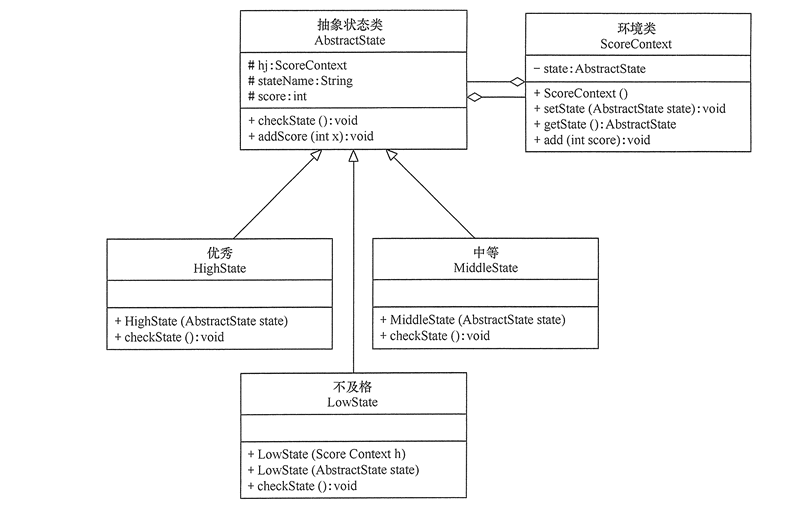 抽象状态类
AbstractState
# hj:ScoreContext
# stateName:String
# score:int
+ checkState ():void
+ addScore (int x):void
环境类
ScoreContext
− state:AbstractState
+ ScoreContext ()
+ setState (AbstractState state):void
+ getState ():AbstractState
+ add (int score):void
优秀
HighState
+ HighState (AbstractState state)
+ checkState ():void
中等
MiddleState
+ MiddleState (AbstractState state)
+ checkState ():void
不及格
LowState
+ LowState (Score Context h)
+ LowState (AbstractState state)
+ checkState ():void